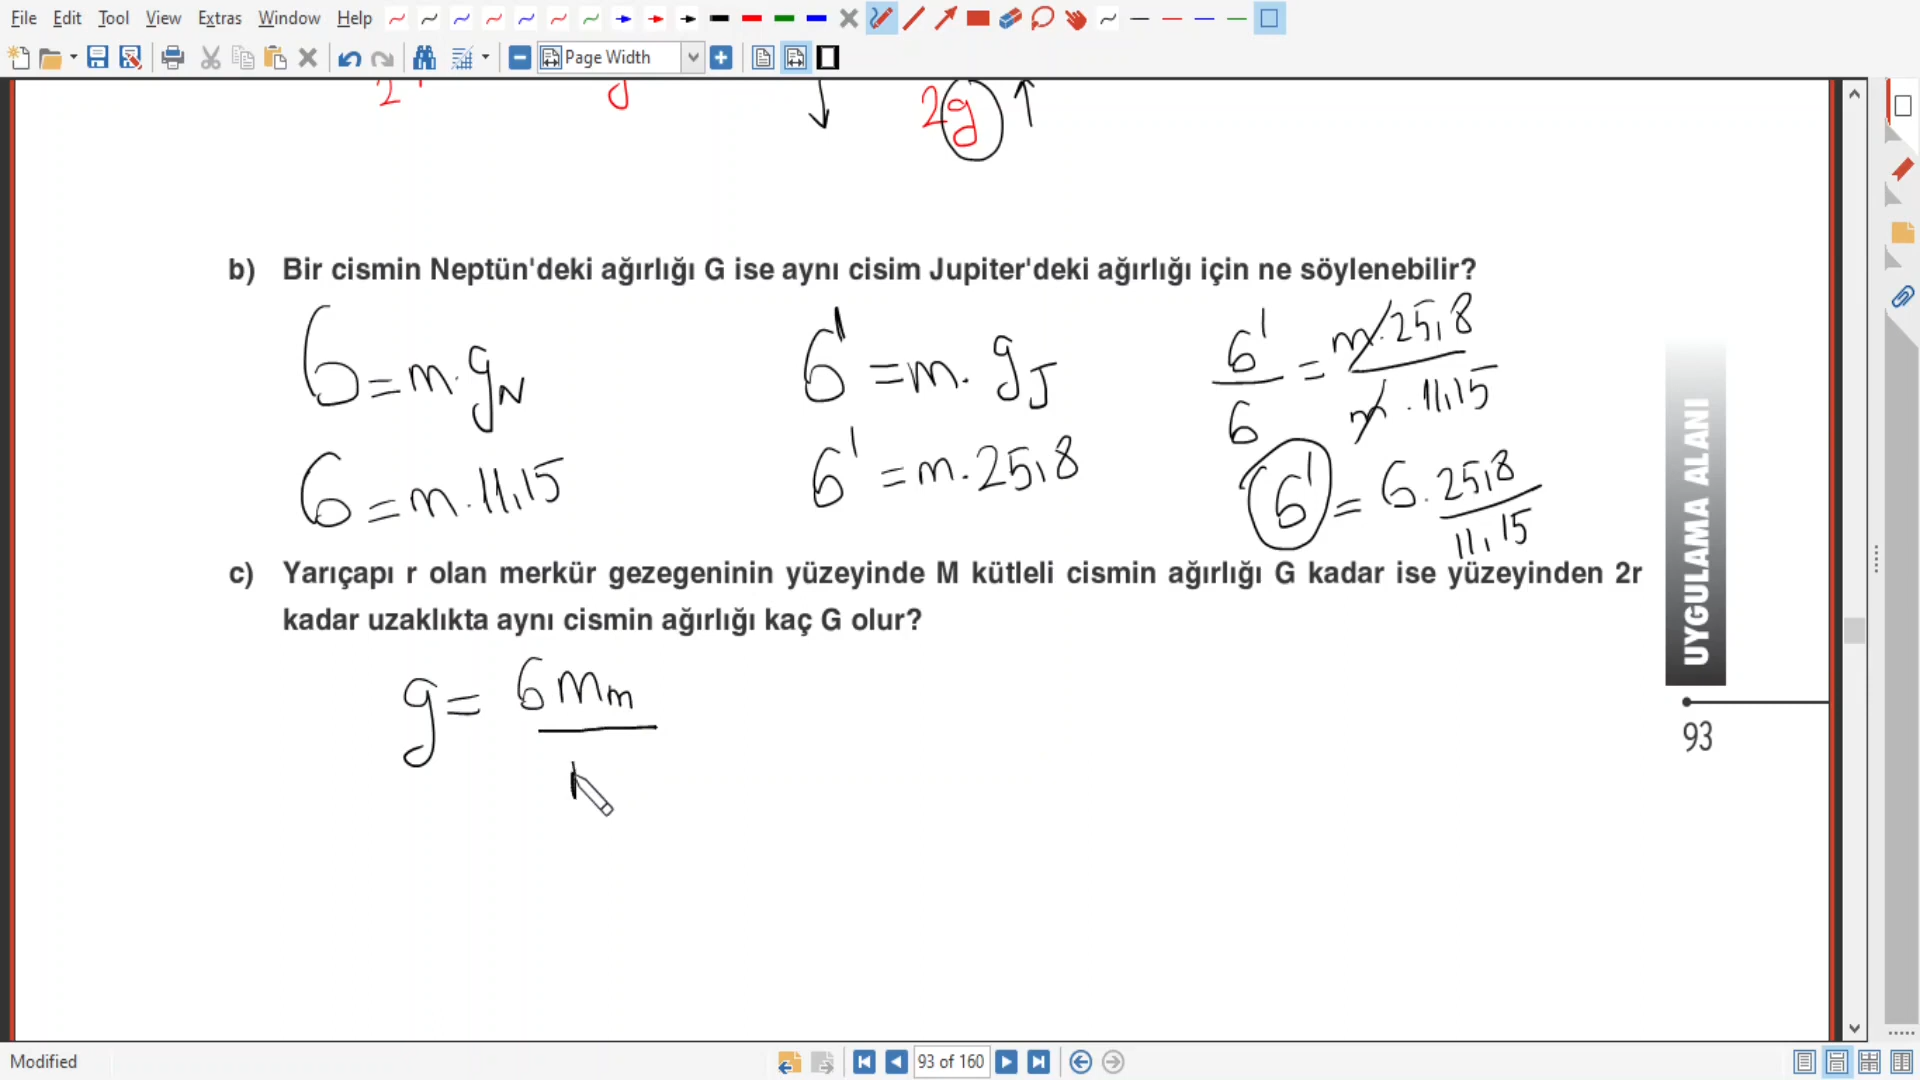 File Edit Tool View Extras Window Help
Page Width
2g
b) Bir cismin Neptün'deki ağırlığı G ise aynı cisim Jupiter'deki ağırlığı için ne söylenebilir?
G = m . gN
G' = m . gJ
G'/G = m.25,8 / m.11,15
G = m.11,15
G' = m.25,8
G' = G. 25,8 / 11,15
c) Yarıçapı r olan merkür gezegeninin yüzeyinde M kütleli cismin ağırlığı G kadar ise yüzeyinden 2r
kadar uzaklıkta aynı cismin ağırlığı kaç G olur?
g = GMm
UYGULAMA ALANI
93
Modified
93 of 160